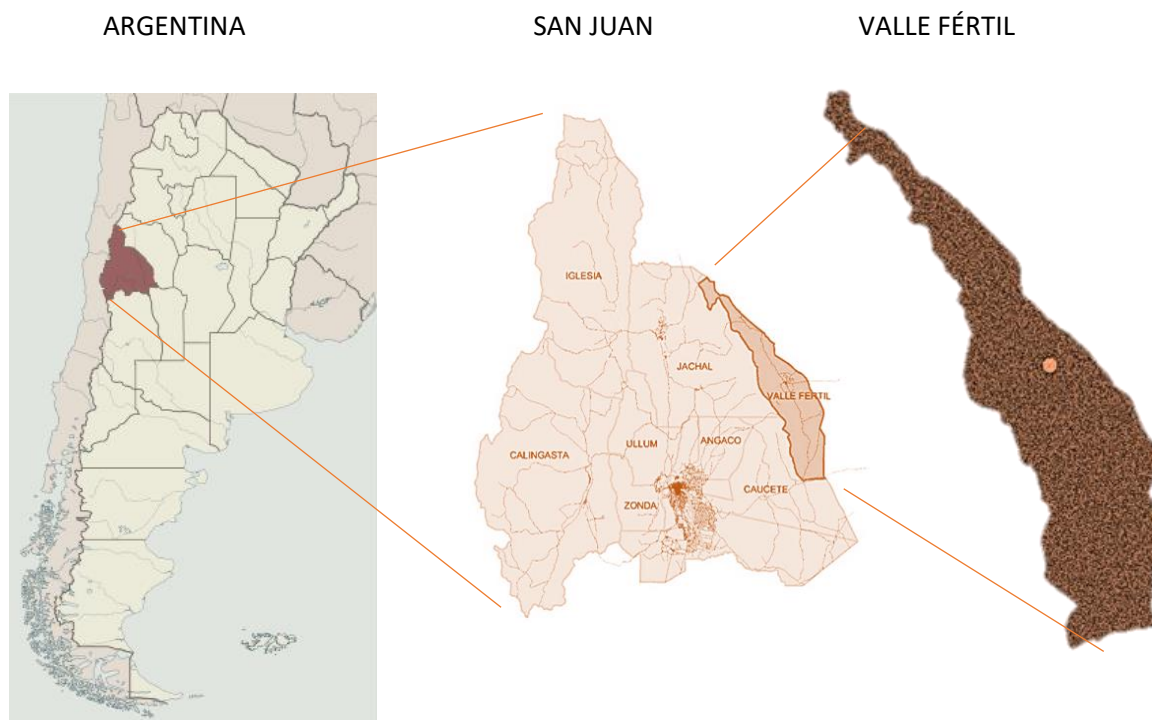 ARGENTINA
SAN JUAN
VALLE FÉRTIL
IGLESIA
JACHAL
VALLE FERTIL
CALINGASTA
ULLUM
ANGACO
ZONDA
CAUCETE